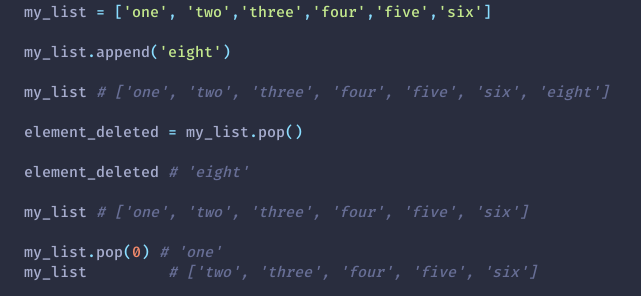 my_list = ['one', 'two','three','four','five','six']
my_list.append('eight')
my_list # ['one', 'two', 'three', 'four', 'five', 'six', 'eight']
element_deleted = my_list.pop()
element_deleted # 'eight'
my_list # ['one', 'two', 'three', 'four', 'five', 'six']
my_list.pop(0) # 'one'
my_list         # ['two', 'three', 'four', 'five', 'six']